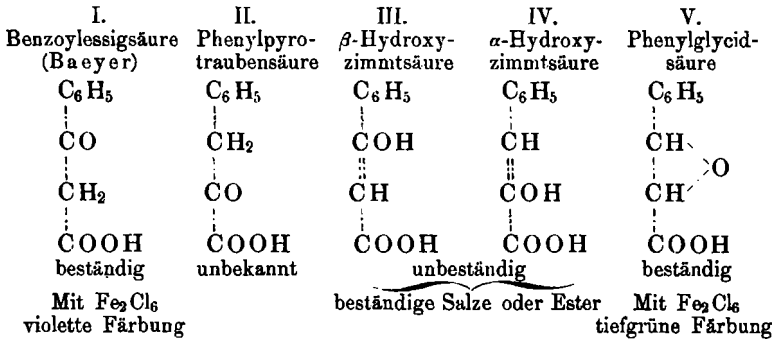 I. II. III. IV. V.
Benzoylessigsäure Phenylpyro- β-Hydroxy- α-Hydroxy- Phenylglycid-
(Baeyer) traubensäure zimmtsäure zimmtsäure säure
C₆H₅ C₆H₅ C₆H₅ C₆H₅ C₆H₅
CO CH₂ COH CH CH
O
CH₂ CO CH COH CH
COOH COOH COOH COOH COOH
beständig unbekannt unbeständig beständig
Mit Fe₂Cl₆ beständige Salze oder Ester Mit Fe₂Cl₆
violette Färbung tiefgrüne Färbung